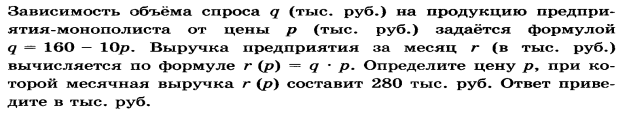 Зависимость объёма спроса q (тыс. руб.) на продукцию предпри-
ятия-монополиста от цены p (тыс. руб.) задаётся формулой
q = 160 – 10p. Выручка предприятия за месяц r (в тыс. руб.)
вычисляется по формуле r (p) = q · p. Определите цену p, при ко-
торой месячная выручка r (p) составит 280 тыс. руб. Ответ приве-
дите в тыс. руб.